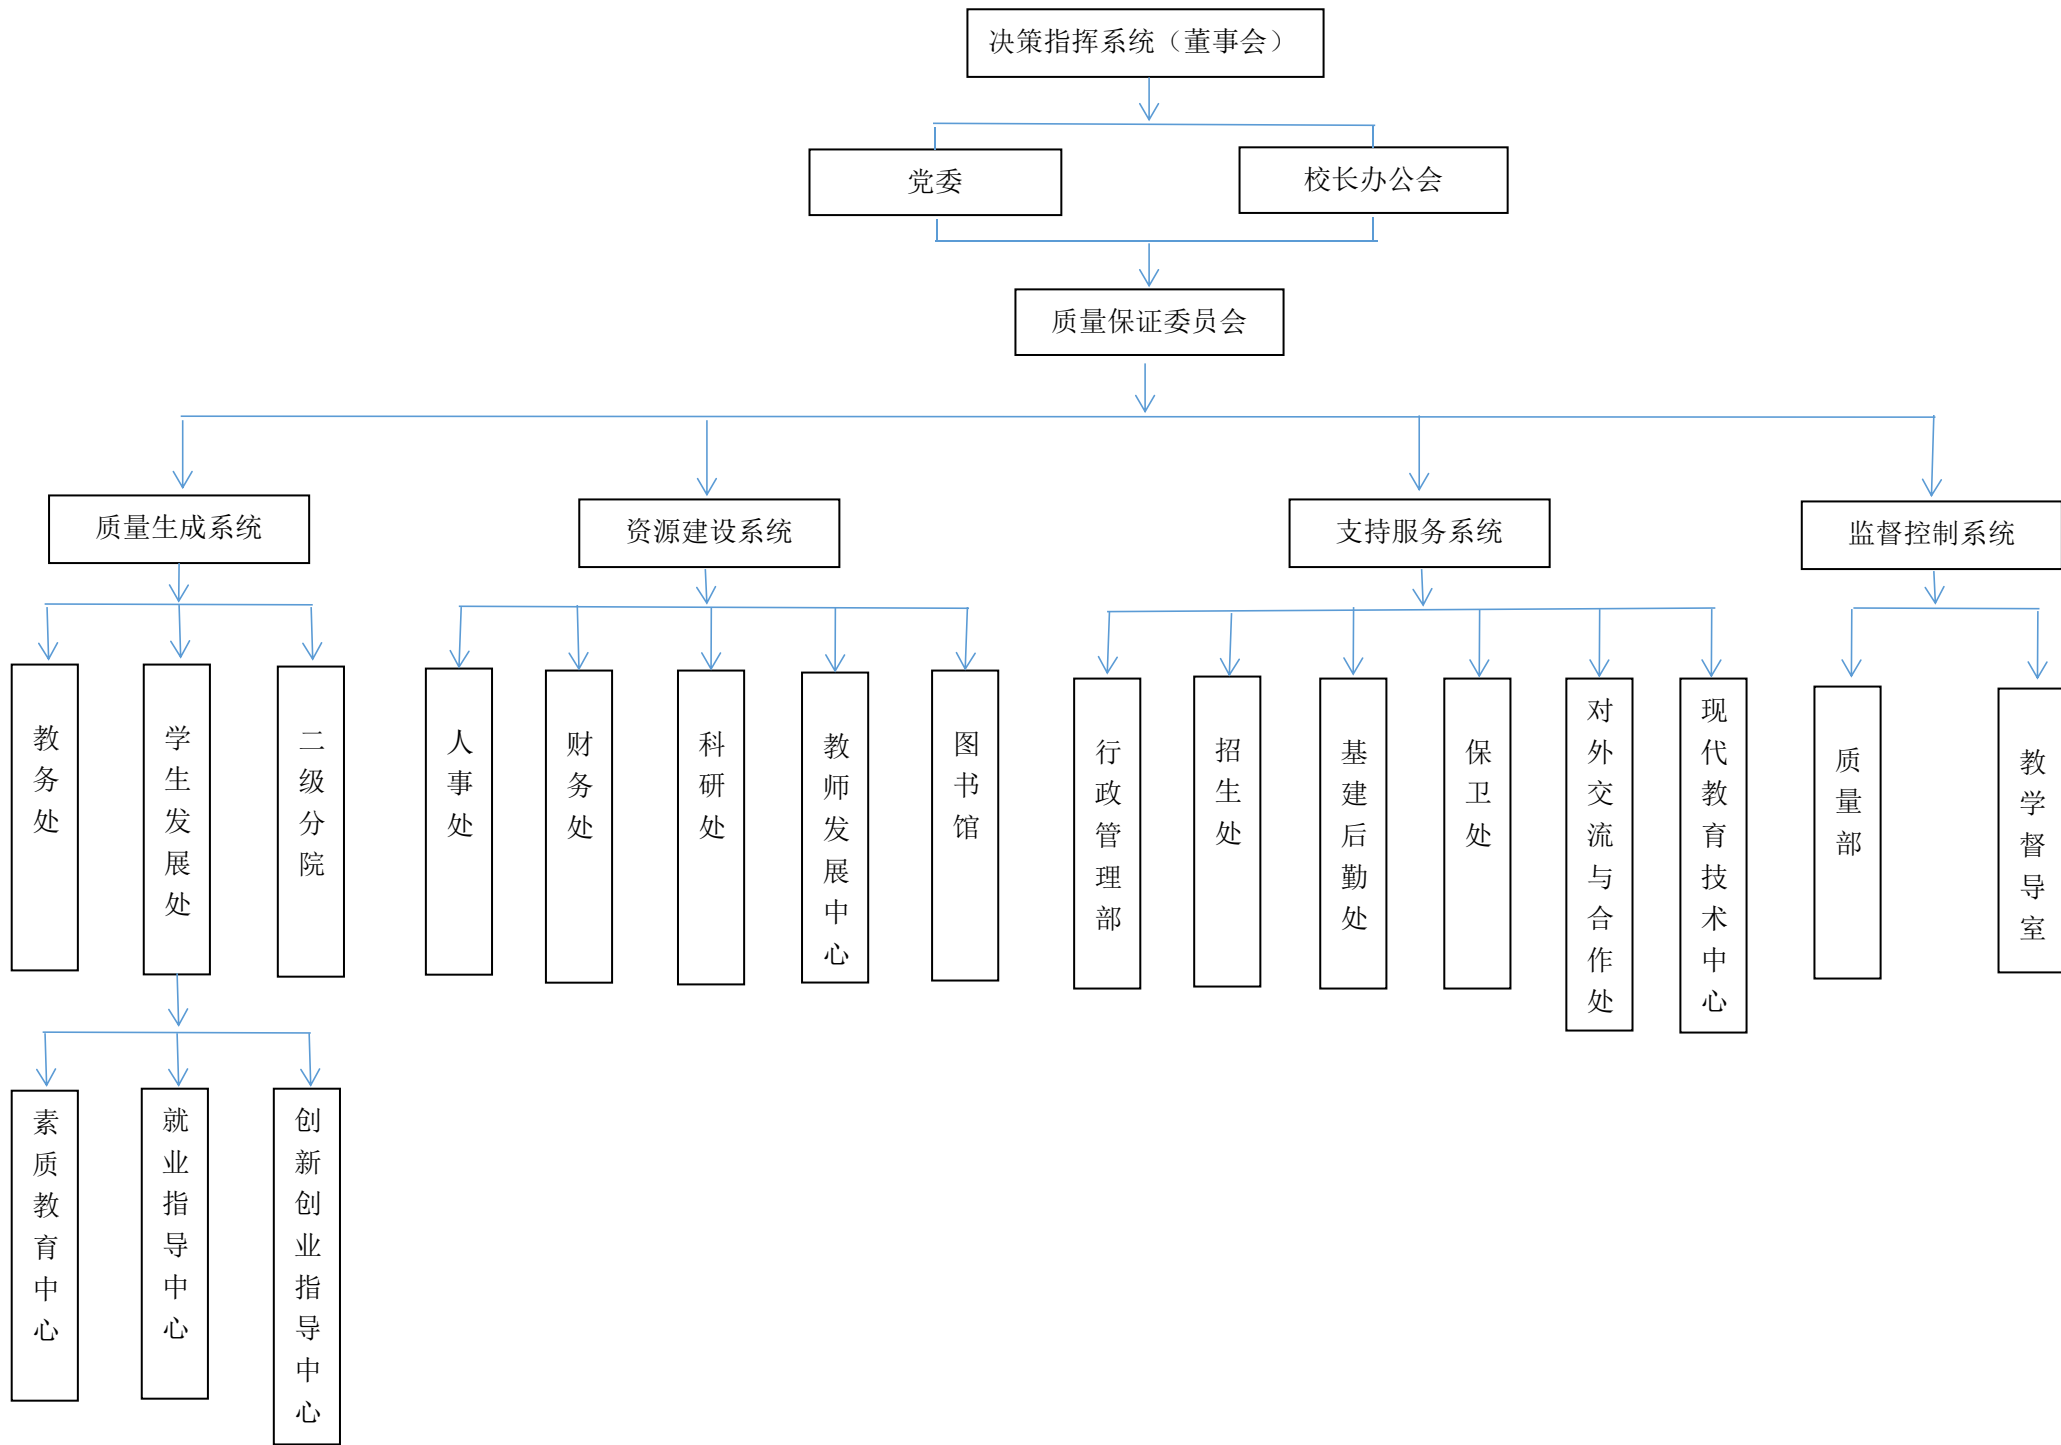 决策指挥系统（董事会）
党委
校长办公会
质量保证委员会
质量生成系统
资源建设系统
支持服务系统
监督控制系统
教务处
学生发展处
二级分院
人事处
财务处
科研处
教师发展中心
图书馆
行政管理部
招生处
基建后勤处
保卫处
对外交流与合作处
现代教育技术中心
质量部
教学督导室
素质教育中心
就业指导中心
创新创业指导中心